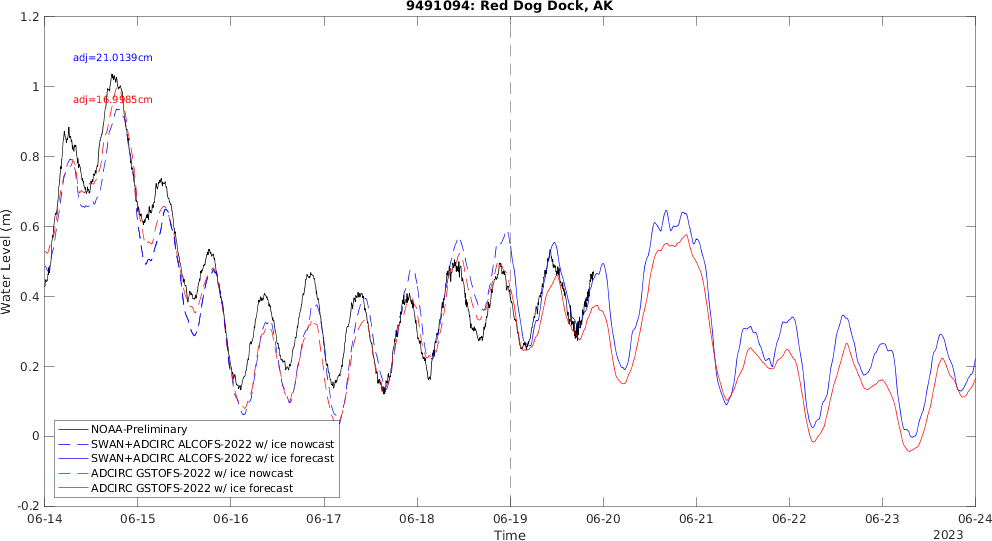 9491094: Red Dog Dock, AK
adj=21.0139cm
adj=16.9985cm
Water Level (m)
1.2
1
0.8
0.6
0.4
0.2
0
-0.2
NOAA-Preliminary
SWAN+ADCIRC ALCOFS-2022 w/ ice nowcast
SWAN+ADCIRC ALCOFS-2022 w/ ice forecast
ADCIRC GSTOFS-2022 w/ ice nowcast
ADCIRC GSTOFS-2022 w/ ice forecast
06-14 06-15 06-16 06-17 06-18 06-19 06-20 06-21 06-22 06-23 06-24
Time
2023